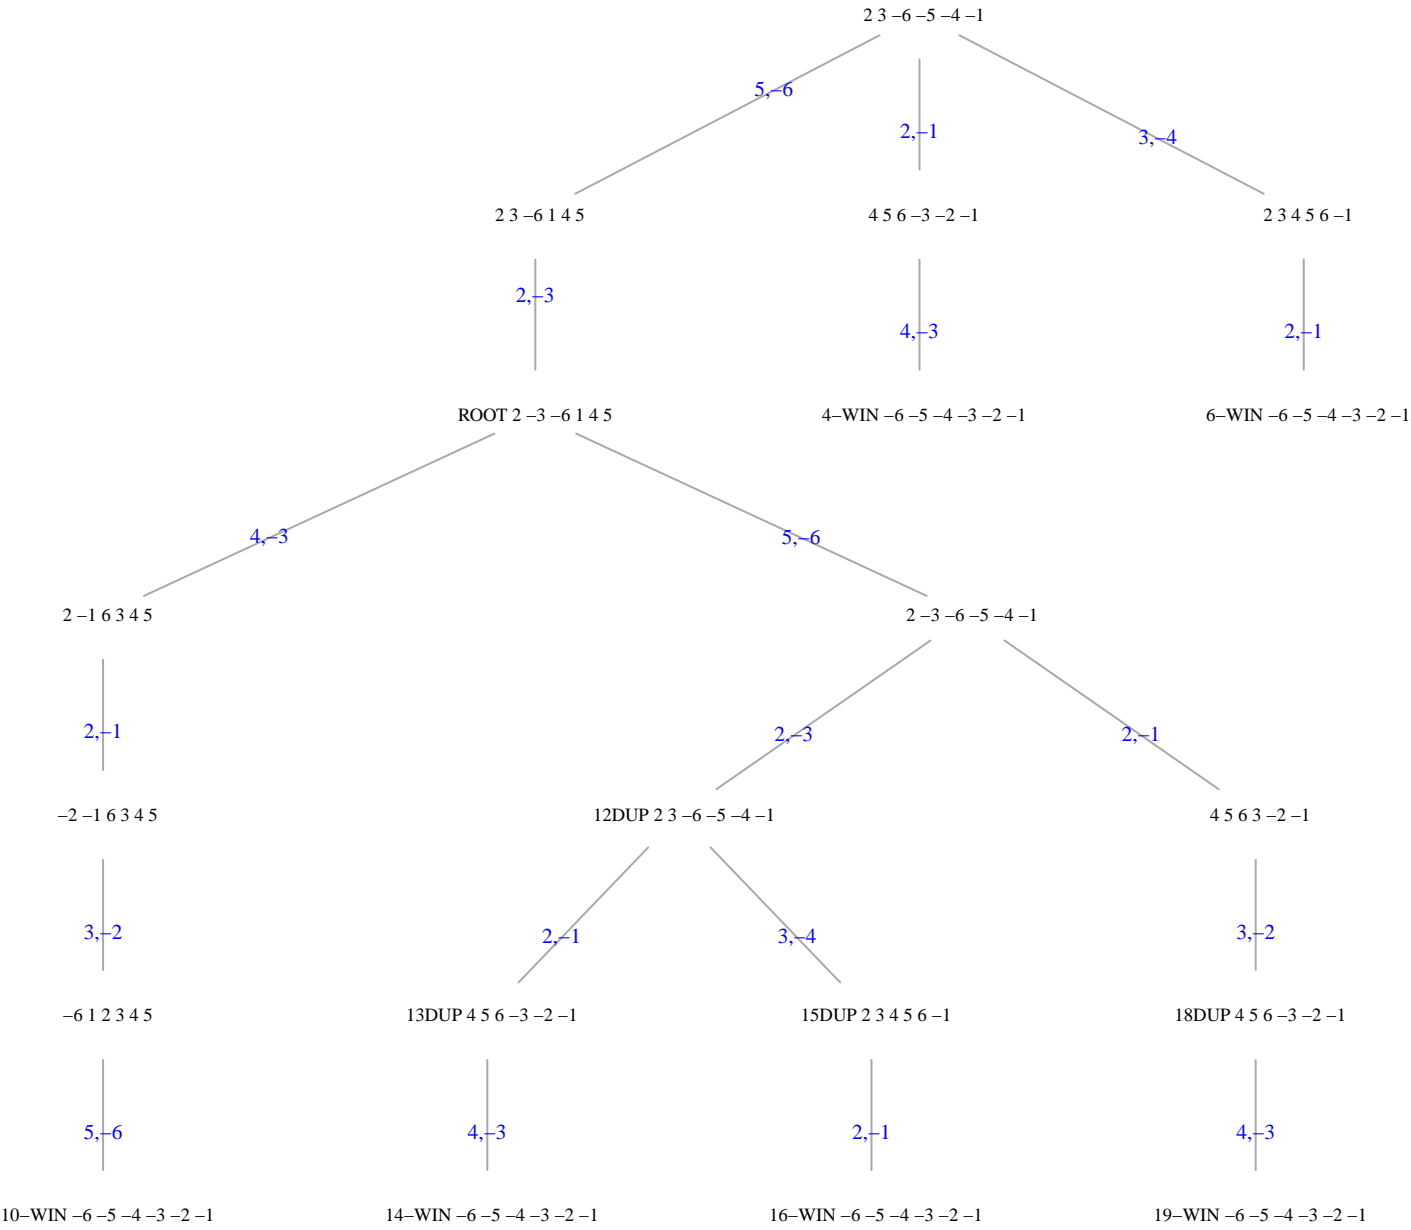 2 3 –6 –5 –4 –1
5,–6
2,–1
3,–4
2 3 –6 1 4 5
4 5 6 –3 –2 –1
2 3 4 5 6 –1
2,–3
4,–3
2,–1
ROOT 2 –3 –6 1 4 5
4–WIN –6 –5 –4 –3 –2 –1
6–WIN –6 –5 –4 –3 –2 –1
4,–3
5,–6
2 –1 6 3 4 5
2 –3 –6 –5 –4 –1
2,–1
2,–3
2,–1
–2 –1 6 3 4 5
12DUP 2 3 –6 –5 –4 –1
4 5 6 3 –2 –1
3,–2
2,–1
3,–4
3,–2
–6 1 2 3 4 5
13DUP 4 5 6 –3 –2 –1
15DUP 2 3 4 5 6 –1
18DUP 4 5 6 –3 –2 –1
5,–6
4,–3
2,–1
4,–3
10–WIN –6 –5 –4 –3 –2 –1
14–WIN –6 –5 –4 –3 –2 –1
16–WIN –6 –5 –4 –3 –2 –1
19–WIN –6 –5 –4 –3 –2 –1